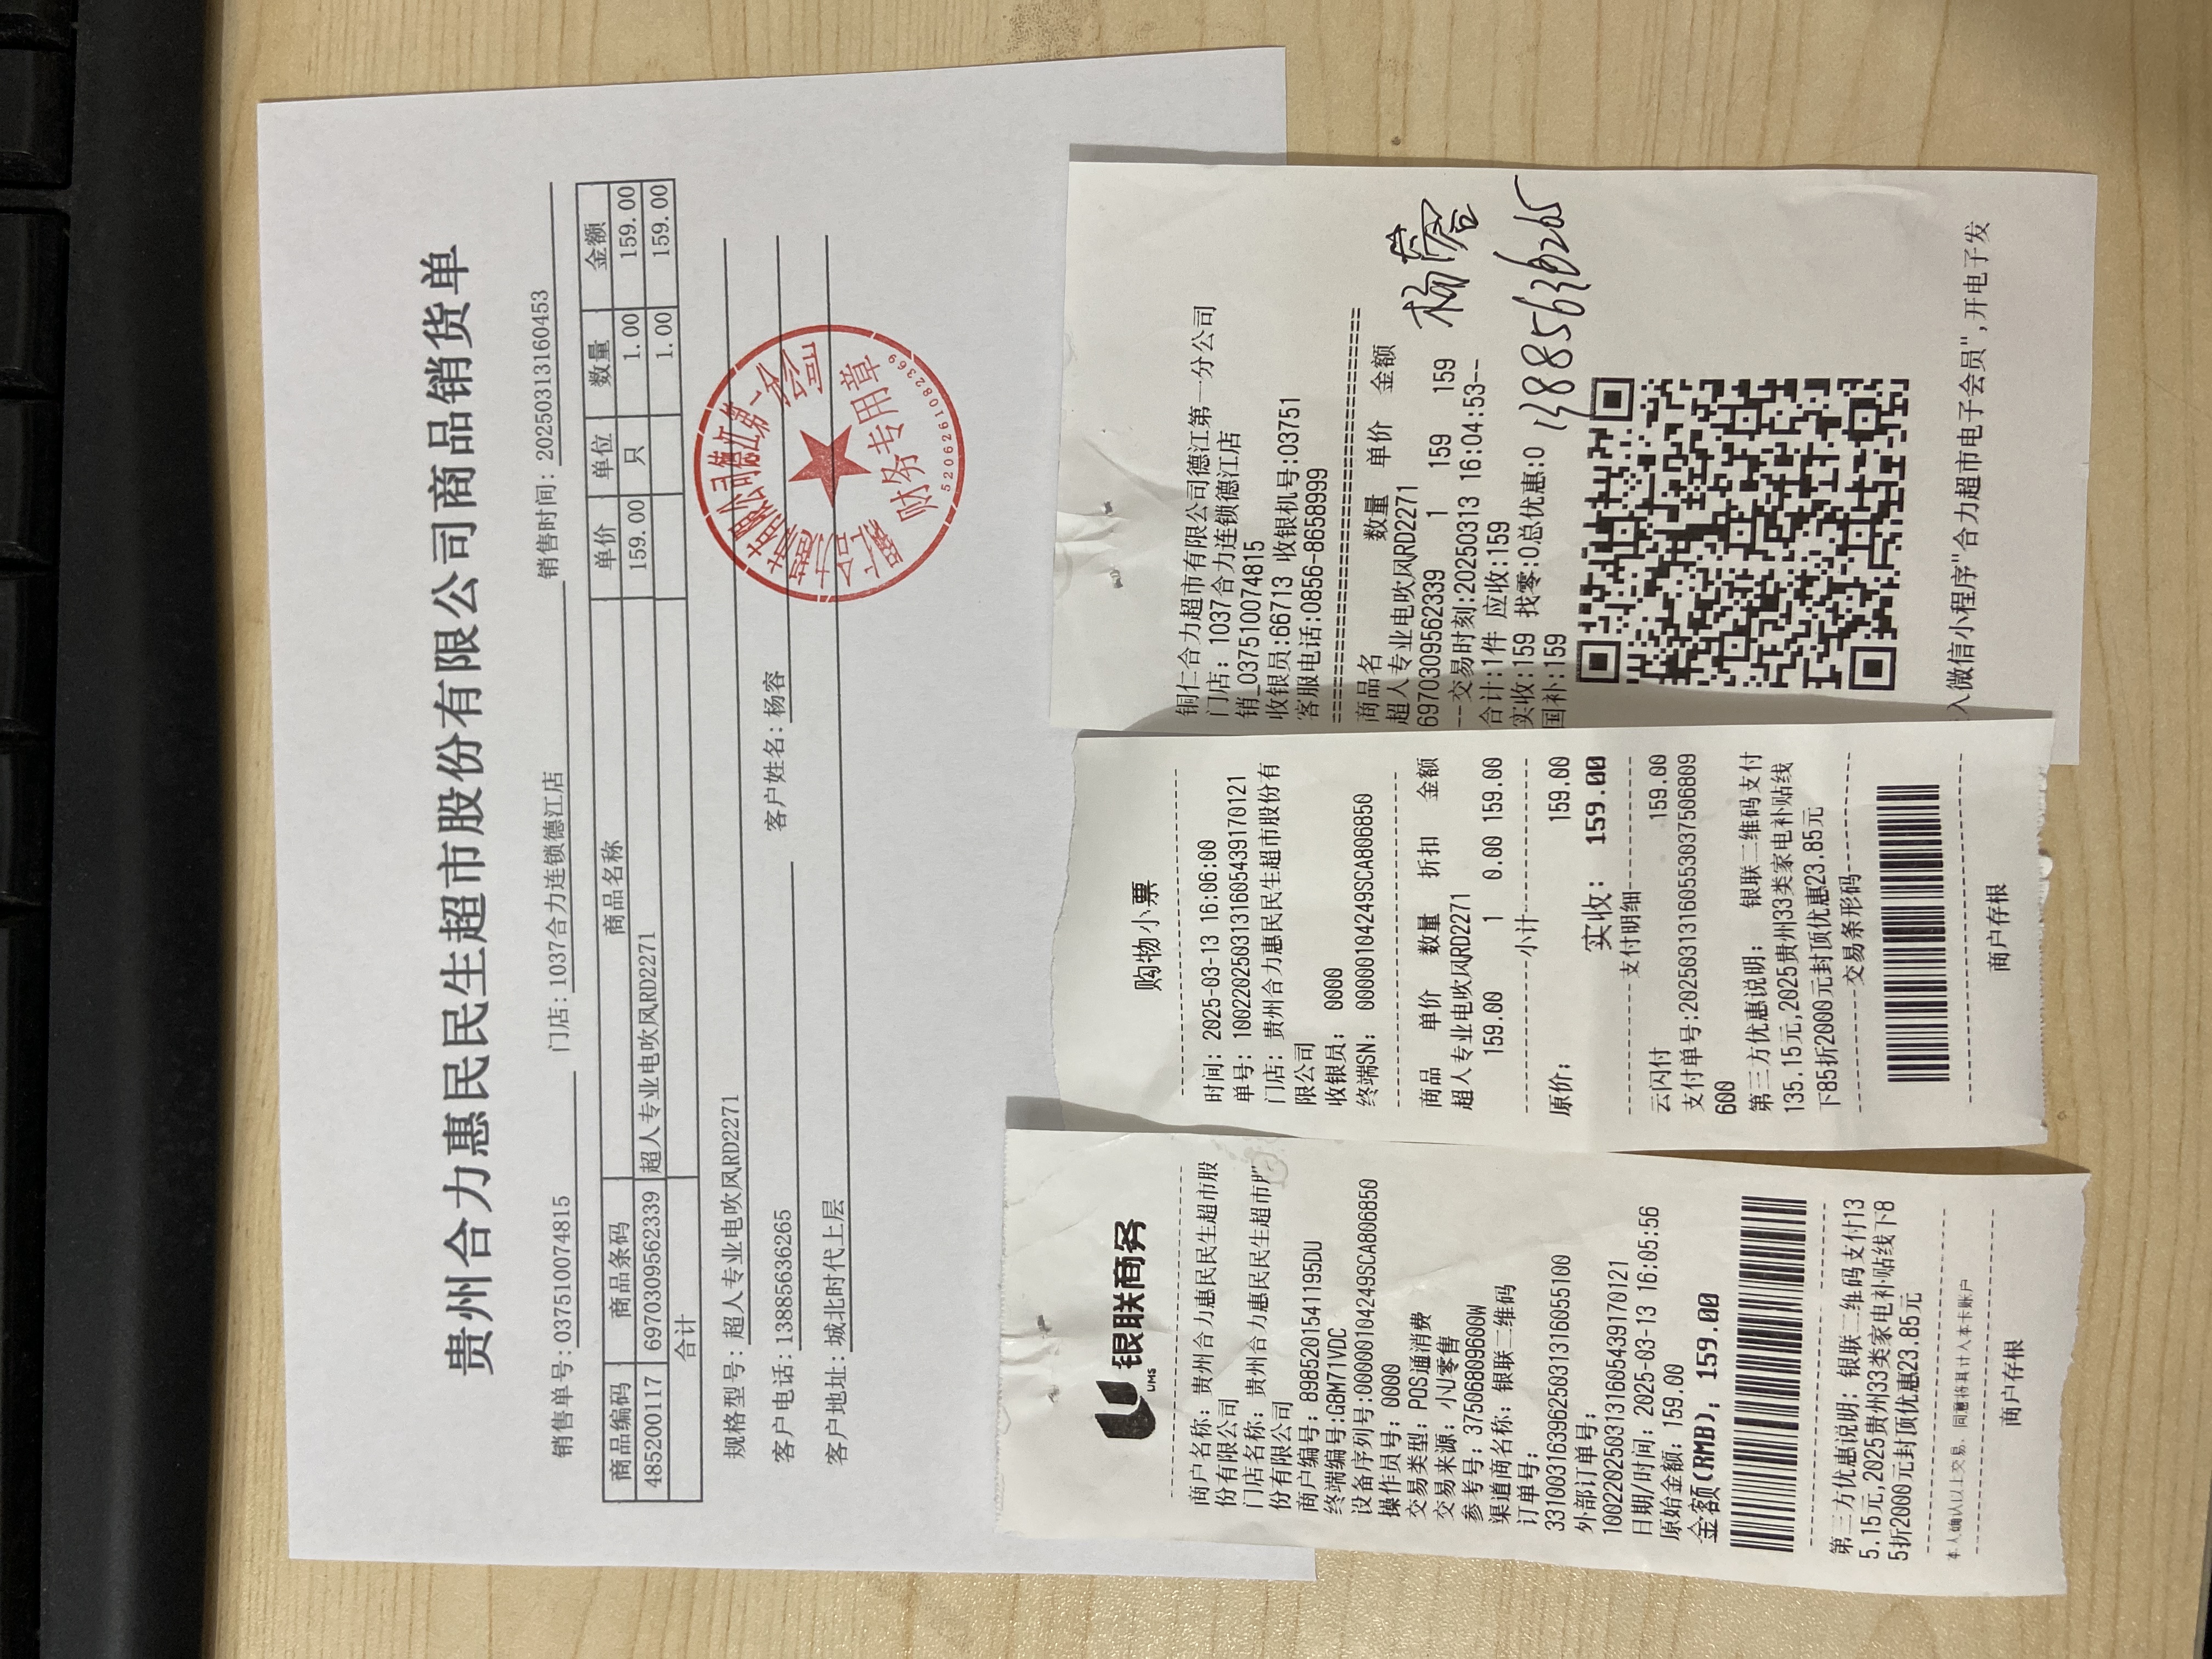 贵州合力惠民民生超市股份有限公司商品销货单
销售单号: 037510074815 门店: 1037合力连锁德江店 销售时间: 20250313160453
商品编码 商品条码 商品名称 单价 单位 数量 金额
485200117 6970309562339 超人专业电吹风RD2271 159.00 只 1.00 159.00
合计 1.00 159.00
规格型号: 超人专业电吹风RD2271
客户电话: 13885636265 客户姓名: 杨容
客户地址: 城北时代上层
财务专用章
5206261082369
银联商务
UMS
商户名称: 贵州合力惠民民生超市股
份有限公司
门店名称: 贵州合力惠民民生超市
份有限公司
商户编号: 89852015411195DU
终端编号:GBM71VDC
设备序列号:00000104249SCA806850
操作员号: 0000
交易类型: POS通消费
交易来源: 小U零售
参考号: 37506809600W
渠道商名称: 银联二维码
订单号:
33100316396250313160551​00
外部订单号:
10022025031316054391​70121
日期/时间: 2025-03-13 16:05:56
原始金额: 159.00
金额(RMB): 159.00
第三方优惠说明: 银联二维码支付13
5.15元,2025贵州33类家电补贴线下8
5折2000元封顶优惠23.85元
本人确认以上交易,同意将其计入本卡账户
商户存根
购物小票
时间: 2025-03-13 16:06:00
单号: 1002202503131605439170121
门店: 贵州合力惠民民生超市股份有
限公司
收银员: 0000
终端SN: 00000104249SCA806850
商品 单价 数量 折扣 金额
超人专业电吹风RD2271
159.00 1 0.00 159.00
小计
原价: 159.00
实收: 159.00
支付明细
云闪付 159.00
支付单号:2025031316055303750​6809
600
第三方优惠说明: 银联二维码支付
135.15元,2025贵州33类家电补贴线
下85折2000元封顶优惠23.85元
交易条形码
商户存根
铜仁合力超市有限公司德江第一分公司
门店: 1037合力连锁德江店
销_037510074815
收银员:66713 收银机号:03751
客服电话:0856-8658999
商品名 数量 单价 金额
超人专业电吹风RD2271
6970309562339 1 159 159
--交易时刻:20250313 16:04:53--
合计:1件 应收:159
实收:159 找零:0总优惠:0
国补:159
杨蓉
13885636265
入微信小程序"合力超市电子会员",开电子发